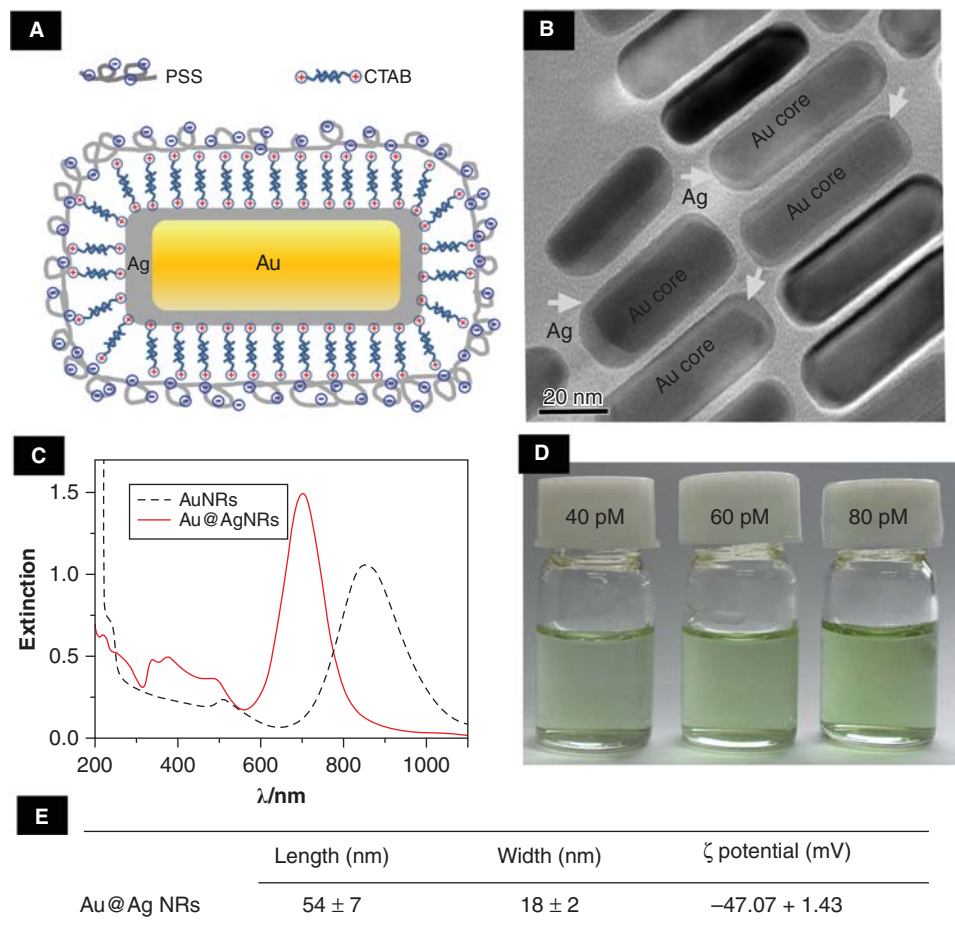 A
PSS
CTAB
Ag
Au
B
Au core
Au core
Ag
Au core
Ag
Au core
20 nm
C
1.5
1.0
0.5
0.0
AuNRs
Au@AgNRs
Extinction
200 400 600 800 1000
λ/nm
D
40 pM 60 pM 80 pM
E
Length (nm) Width (nm) ζ potential (mV)
Au@Ag NRs 54 ± 7 18 ± 2 –47.07 + 1.43